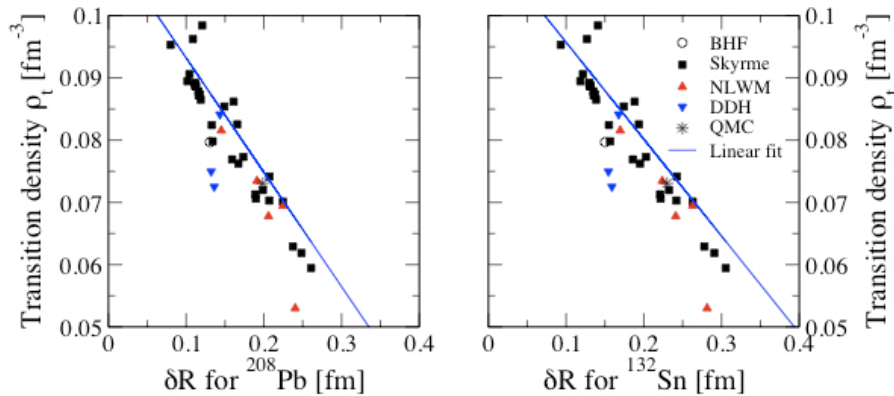 Transition density ρt [fm-3]
0.1
0.09
0.08
0.07
0.06
0.05
0 0.1 0.2 0.3 0.4
δR for 208Pb [fm]
BHF
Skyrme
NLWM
DDH
QMC
Linear fit
0 0.1 0.2 0.3 0.4
δR for 132Sn [fm]
0.1
0.09
0.08
0.07
0.06
0.05
Transition density ρt [fm-3]